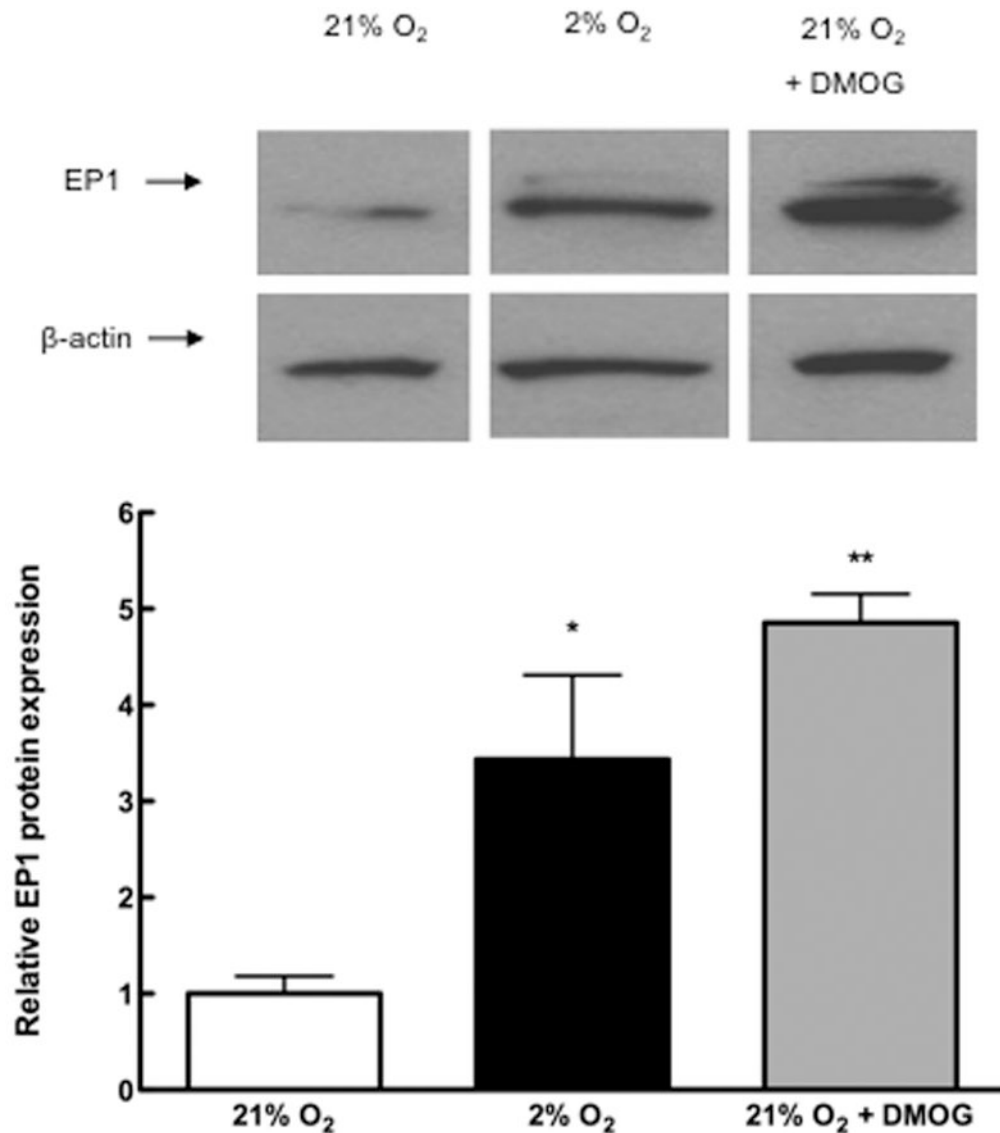 21% O₂ 2% O₂ 21% O₂
+ DMOG
EP1
β-actin
Relative EP1 protein expression
6
5
4
3
2
1
0
*
**
21% O₂ 2% O₂ 21% O₂ + DMOG